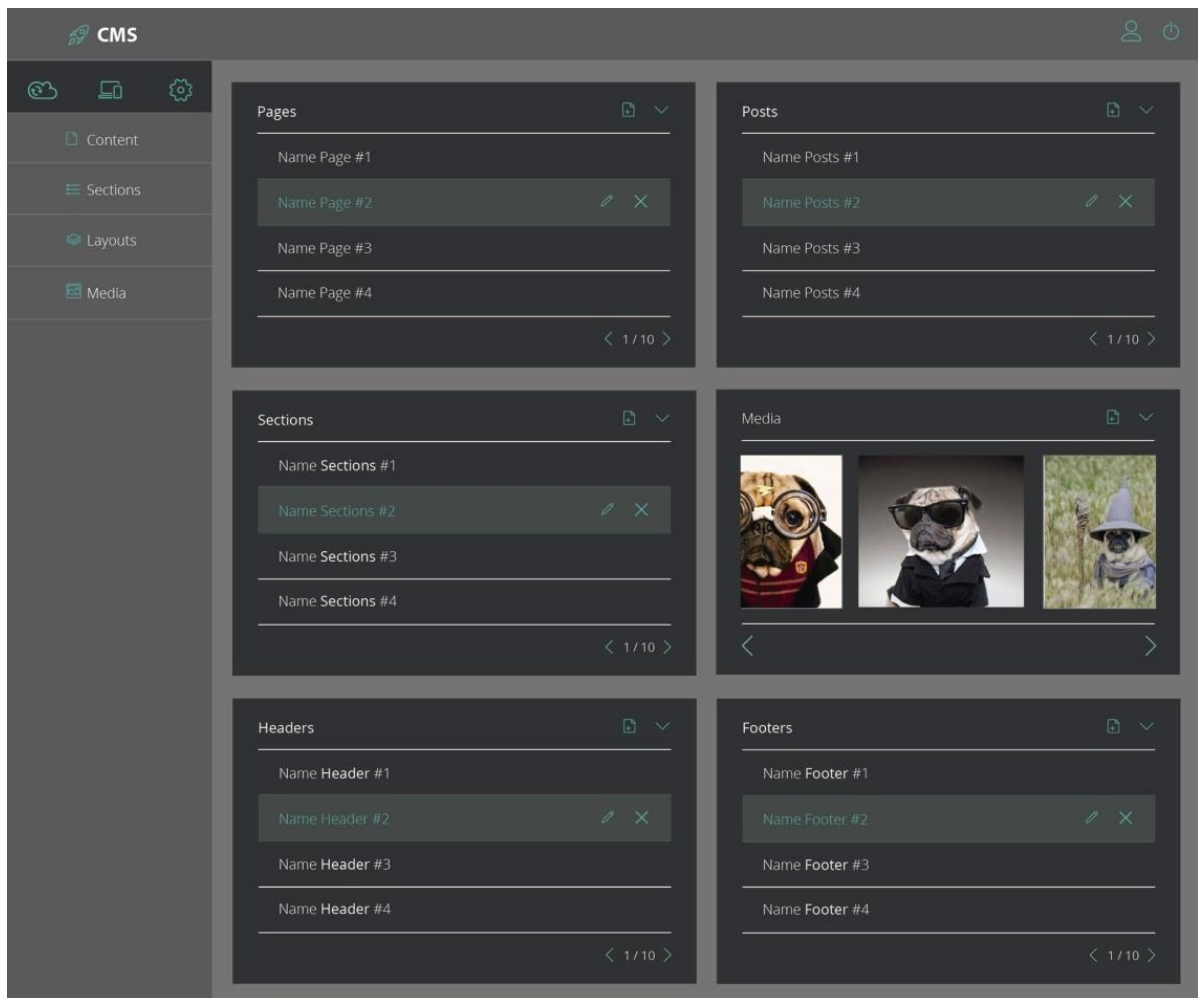 CMS
Content
Sections
Layouts
Media
Pages
Name Page #1
Name Page #2
Name Page #3
Name Page #4
1 / 10
Posts
Name Posts #1
Name Posts #2
Name Posts #3
Name Posts #4
1 / 10
Sections
Name Sections #1
Name Sections #2
Name Sections #3
Name Sections #4
1 / 10
Media
Headers
Name Header #1
Name Header #2
Name Header #3
Name Header #4
1 / 10
Footers
Name Footer #1
Name Footer #2
Name Footer #3
Name Footer #4
1 / 10